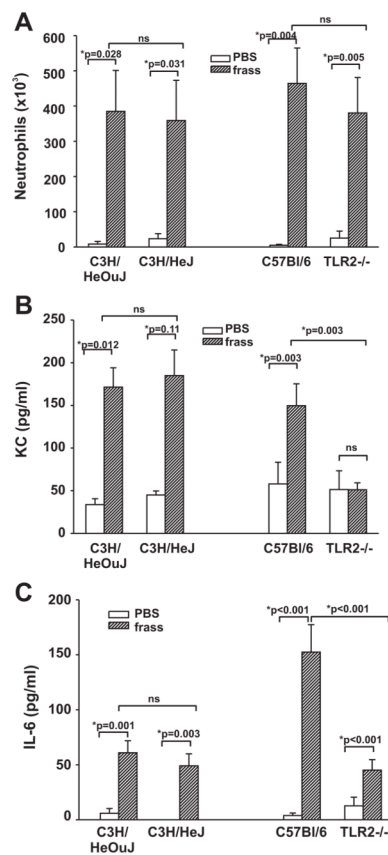 A
ns
ns
600
*p=0.028
*p=0.031
PBS
frass
*p=0.004
*p=0.005
500
400
300
200
100
0
Neutrophils (x10³)
C3H/
HeOuJ
C3H/HeJ
C57Bl/6
TLR2-/-
B
300
ns
PBS
frass
*p=0.11
*p=0.003
250
*p=0.012
*p=0.003
200
150
ns
100
50
0
KC (pg/ml)
C3H/
HeOuJ
C3H/HeJ
C57Bl/6
TLR2-/-
C
200
PBS
frass
*p<0.001
*p<0.001
150
ns
100
*p=0.001
*p=0.003
*p<0.001
50
0
IL-6 (pg/ml)
C3H/
HeOuJ
C3H/HeJ
C57Bl/6
TLR2-/-